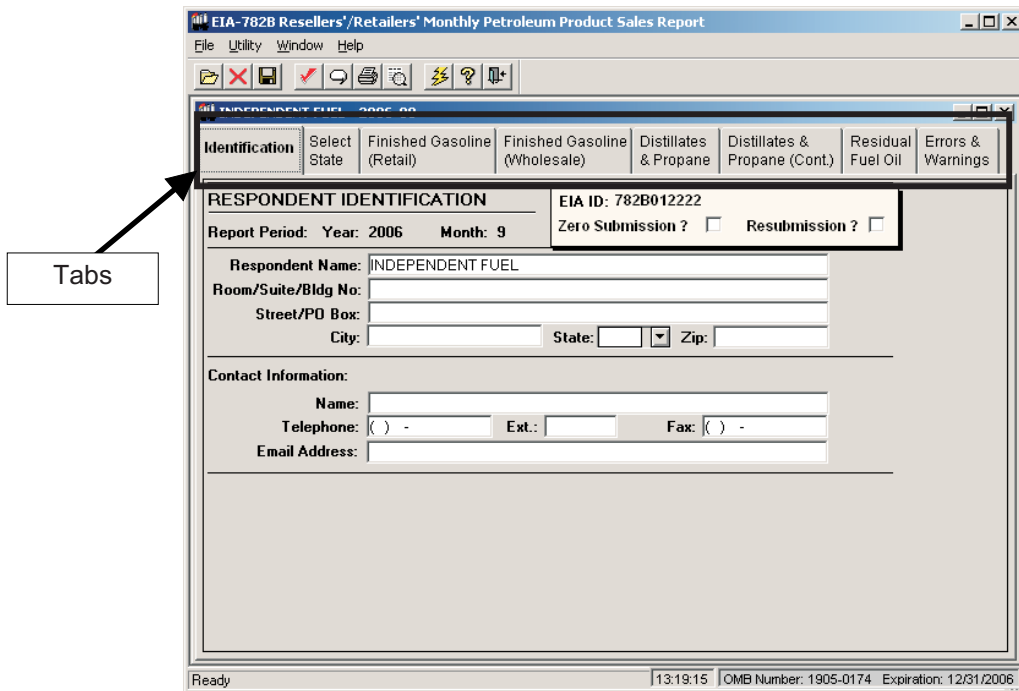 EIA-782B Resellers'/Retailers' Monthly Petroleum Product Sales Report
File Utility Window Help
INDEPENDENT FUEL - 2006-09
Identification
Select State
Finished Gasoline (Retail)
Finished Gasoline (Wholesale)
Distillates & Propane
Distillates & Propane (Cont.)
Residual Fuel Oil
Errors & Warnings
Tabs
RESPONDENT IDENTIFICATION
EIA ID: 782B012222
Zero Submission ? Resubmission ?
Report Period: Year: 2006 Month: 9
Respondent Name: INDEPENDENT FUEL
Room/Suite/Bldg No:
Street/PO Box:
City: State: Zip:
Contact Information:
Name:
Telephone: ( ) - Ext.: Fax: ( ) -
Email Address:
Ready 13:19:15 OMB Number: 1905-0174 Expiration: 12/31/2006